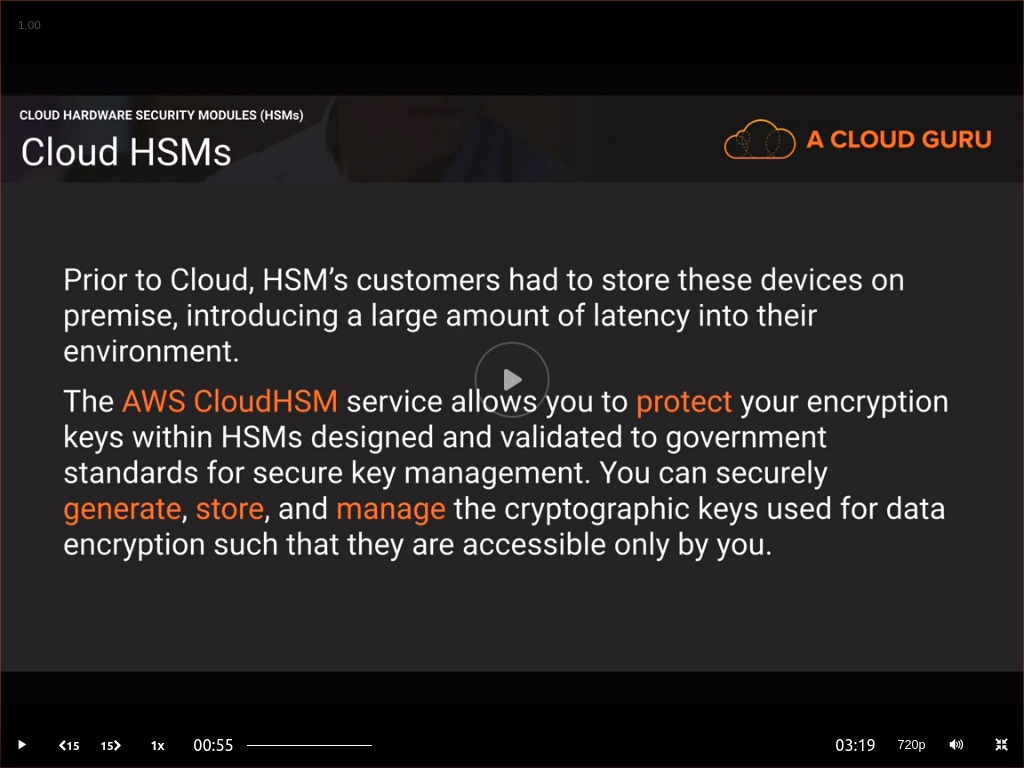 1.00
CLOUD HARDWARE SECURITY MODULES (HSMs)
Cloud HSMs
A CLOUD GURU
Prior to Cloud, HSM’s customers had to store these devices on
premise, introducing a large amount of latency into their
environment.
The AWS CloudHSM service allows you to protect your encryption
keys within HSMs designed and validated to government
standards for secure key management. You can securely
generate, store, and manage the cryptographic keys used for data
encryption such that they are accessible only by you.
15 15 1x 00:55 03:19 720p